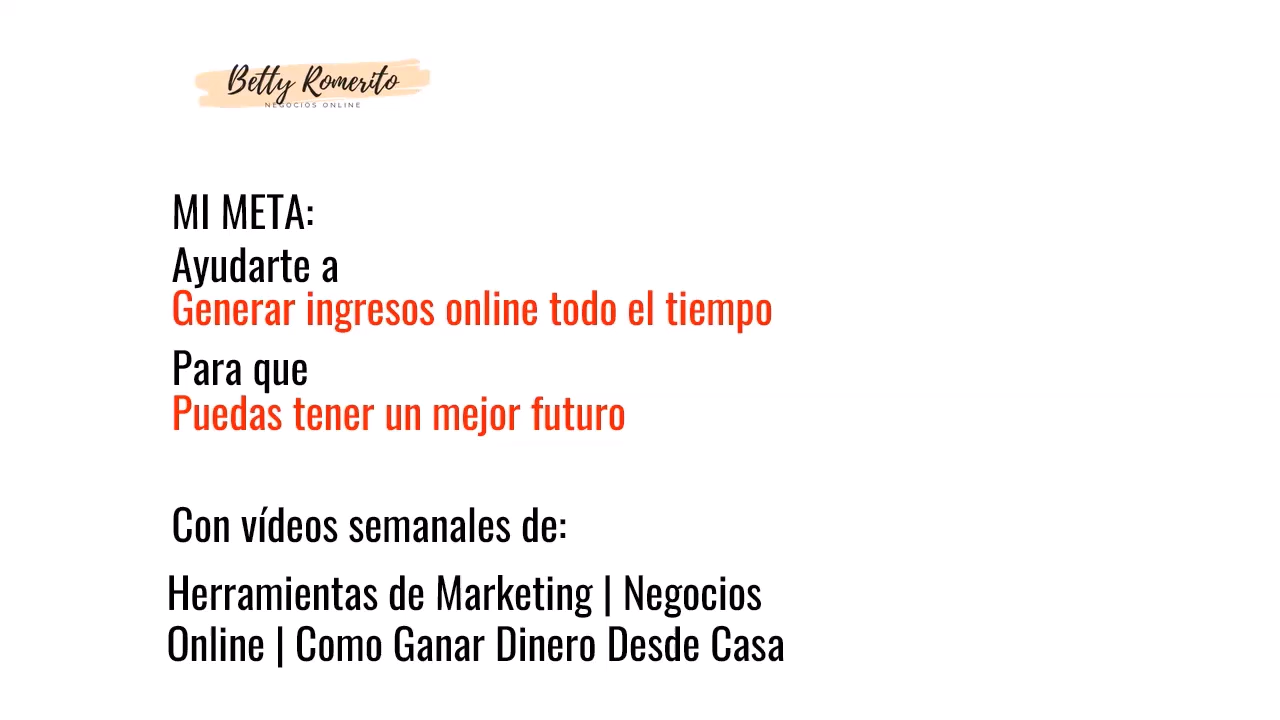 Betty Romerito
NEGOCIOS ONLINE
MI META:
Ayudarte a
Generar ingresos online todo el tiempo
Para que
Puedas tener un mejor futuro
Con vídeos semanales de:
Herramientas de Marketing | Negocios
Online | Como Ganar Dinero Desde Casa